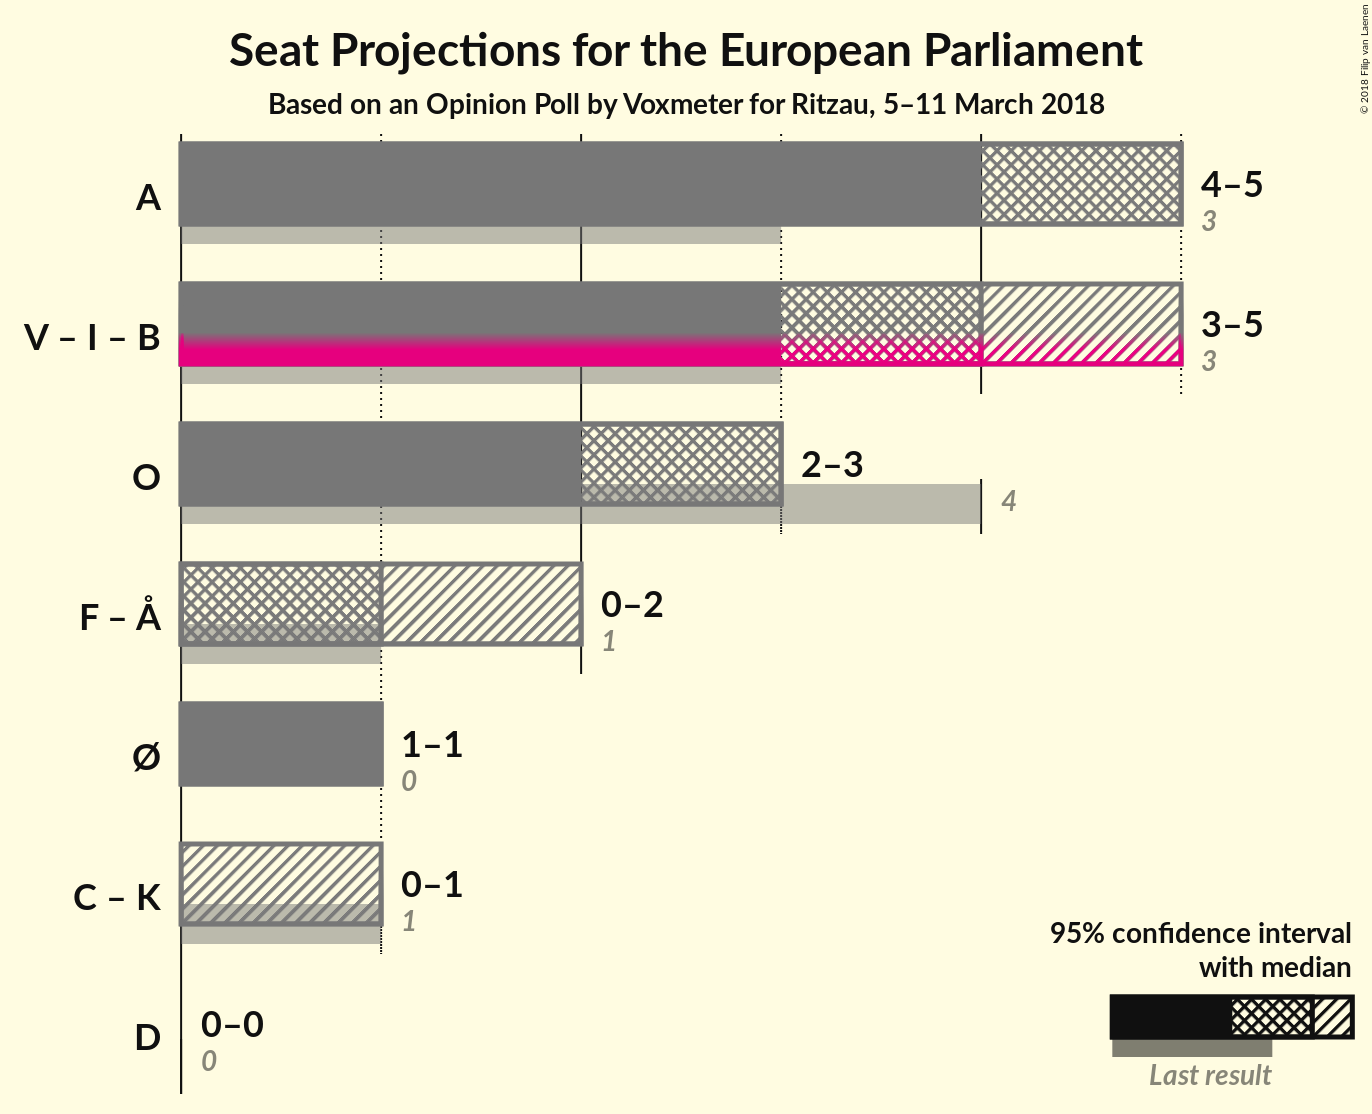 Seat Projections for the European Parliament
Based on an Opinion Poll by Voxmeter for Ritzau, 5–11 March 2018
© 2018 Filip van Laenen
A
4–5
3
V – I – B
3–5
3
O
2–3
4
F – Å
0–2
1
Ø
1–1
0
C – K
0–1
1
D
0–0
0
95% confidence interval
with median
Last result